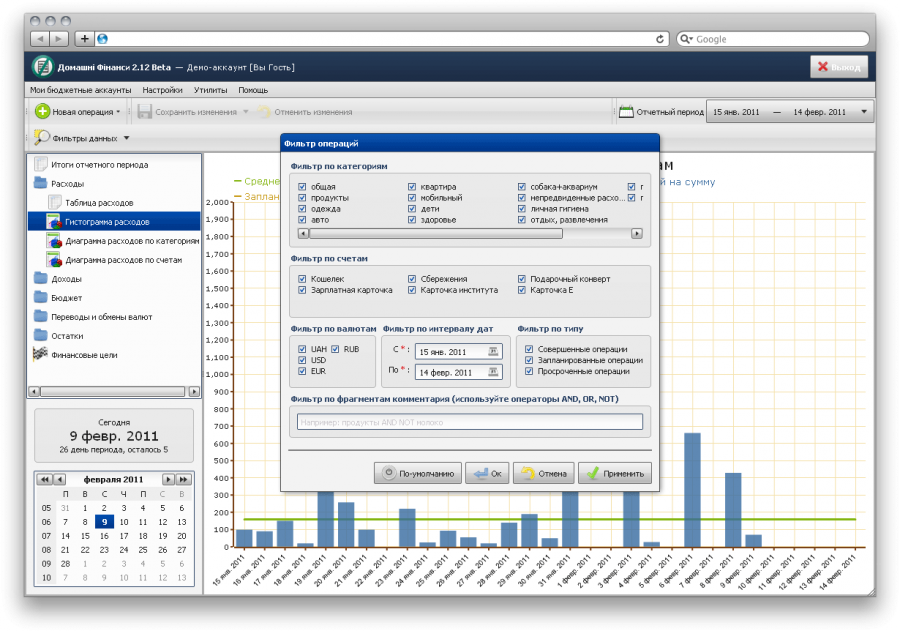 Google
Домашні Фінанси 2.12 Beta — Демо-аккаунт [Вы Гость]
Выход
Мои бюджетные аккаунты Настройки Утилиты Помощь
Новая операция Сохранить изменения Отменить изменения
Отчетный период 15 янв. 2011 — 14 февр. 2011
Фильтры данных
Итоги отчетного периода
Расходы
Таблица расходов
Гистограмма расходов
Диаграмма расходов по категориям
Диаграмма расходов по счетам
Доходы
Бюджет
Переводы и обмены валют
Остатки
Финансовые цели
Сегодня
9 февр. 2011
26 день периода, осталось 5
февраля 2011
П В С Ч П С В
05 31 1 2 3 4 5 6
06 7 8 9 10 11 12 13
07 14 15 16 17 18 19 20
08 21 22 23 24 25 26 27
09 28 1 2 3 4 5 6
10 7 8 9 10 11 12 13
ам
Средне
й на сумму
Заплан
2,000
1,900
1,800
1,700
1,600
1,500
1,400
1,300
1,200
1,100
1,000
900
800
700
600
500
400
300
200
100
0
15 янв. 2011
16 янв. 2011
17 янв. 2011
18 янв. 2011
19 янв. 2011
20 янв. 2011
21 янв. 2011
22 янв. 2011
23 янв. 2011
24 янв. 2011
25 янв. 2011
26 янв. 2011
27 янв. 2011
28 янв. 2011
29 янв. 2011
30 янв. 2011
31 янв. 2011
1 февр. 2011
2 февр. 2011
3 февр. 2011
4 февр. 2011
5 февр. 2011
6 февр. 2011
7 февр. 2011
8 февр. 2011
9 февр. 2011
10 февр. 2011
11 февр. 2011
12 февр. 2011
13 февр. 2011
14 февр. 2011
Фильтр операций
Фильтр по категориям
общая квартира собака+аквариум г
продукты мобильный непредвиденные расхо... г
одежда дети личная гигиена
авто здоровье отдых, развлечения
Фильтр по счетам
Кошелек Сбережения Подарочный конверт
Зарплатная карточка Карточка института Карточка Е
Фильтр по валютам Фильтр по интервалу дат Фильтр по типу
UAH RUB
USD
EUR
С * : 15 янв. 2011
По * : 14 февр. 2011
Совершенные операции
Запланированные операции
Просроченные операции
Фильтр по фрагментам комментария (используйте операторы AND, OR, NOT)
Например: продукты AND NOT молоко
По-умолчанию Ок Отмена Применить